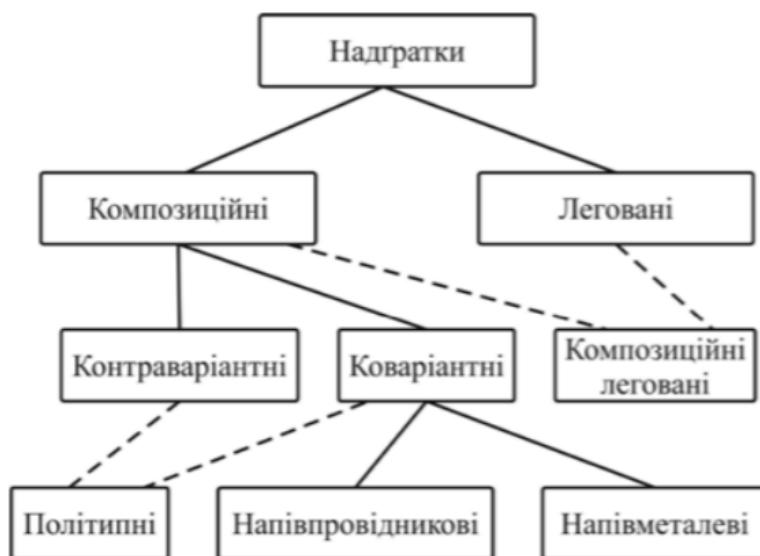 Надґратки
Композиційні
Леговані
Контраваріантні
Коваріантні
Композиційні
леговані
Політипні
Напівпровідникові
Напівметалеві